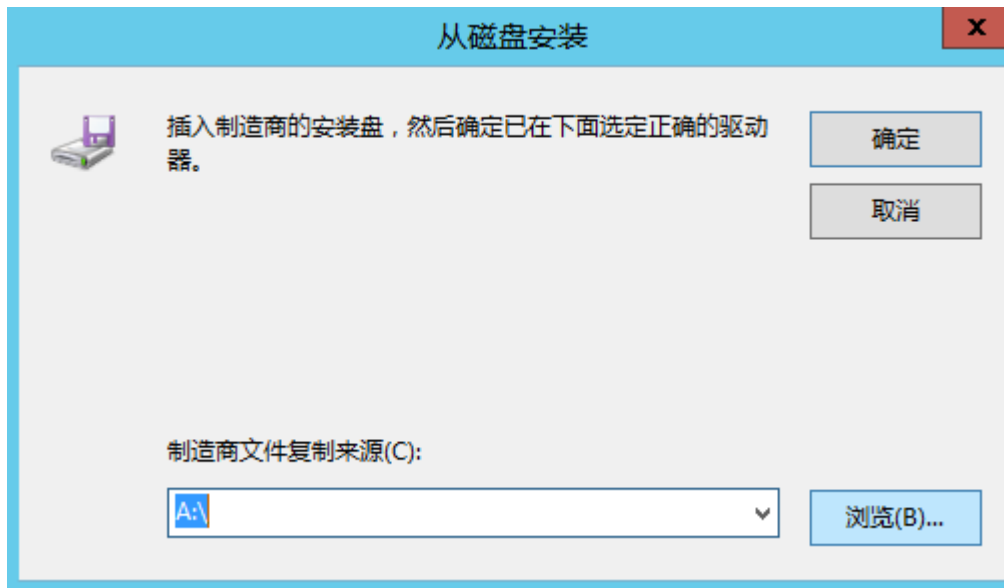 从磁盘安装
x
插入制造商的安装盘，然后确定已在下面选定正确的驱动
器。
确定
取消
制造商文件复制来源(C):
A:\
浏览(B)...